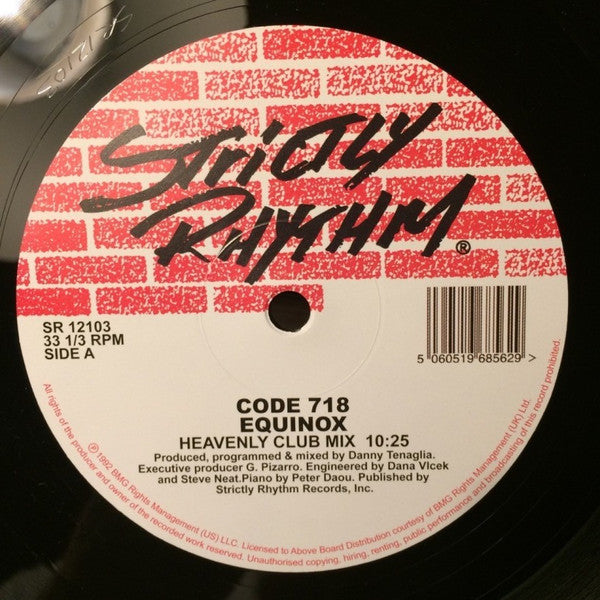 SR12103
STRICTLY
RHYTHM®
SR 12103
33 1/3 RPM
SIDE A
5 060519 685629 >
CODE 718
EQUINOX
HEAVENLY CLUB MIX 10:25
Produced, programmed & mixed by Danny Tenaglia.
Executive producer G. Pizarro. Engineered by Dana Vlcek
and Steve Neat.Piano by Peter Daou. Published by
Strictly Rhythm Records, Inc.
All rights of the producer and owner of the recorded work reserved. Unauthorised copying, hiring, renting, public performance and broadcasting of this record prohibited.
℗ 1992 BMG Rights Management (US) LLC. Licensed to Above Board Distribution courtesy of BMG Rights Management (UK) Ltd.